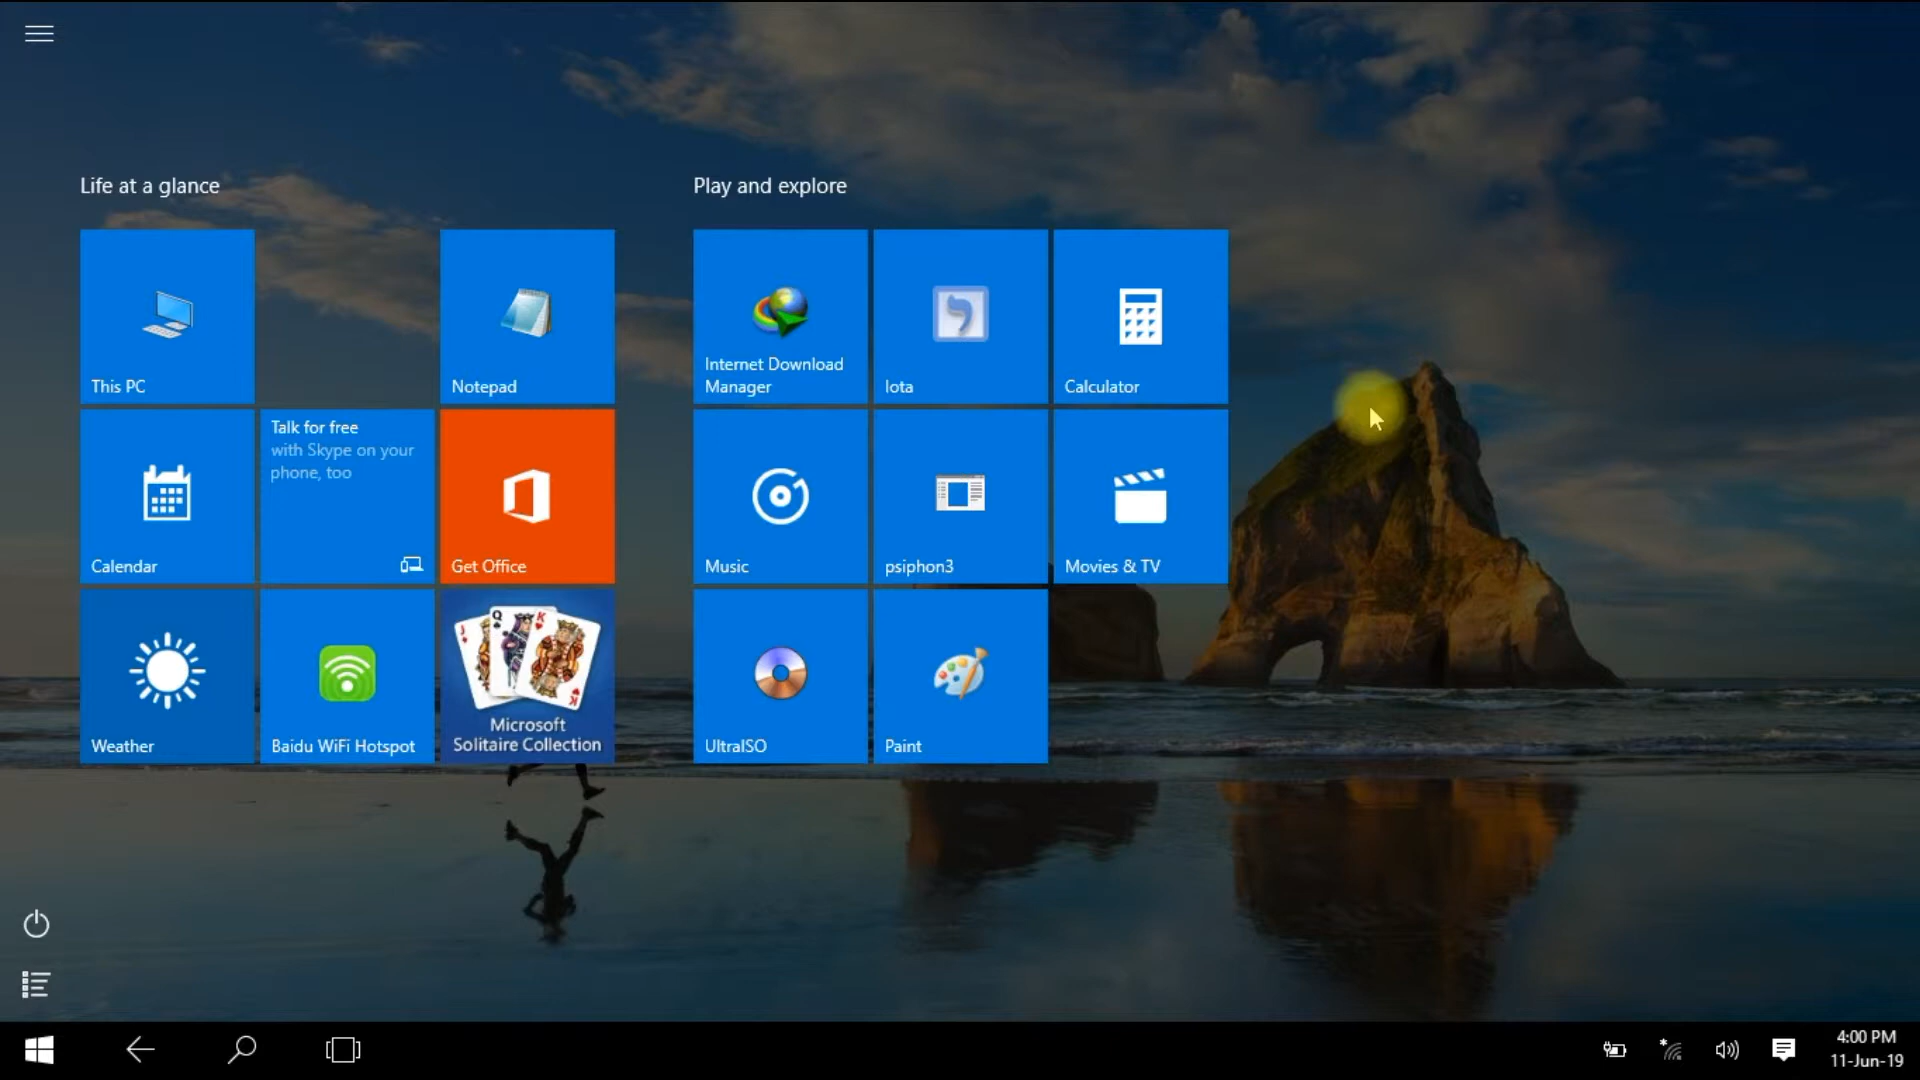 Life at a glance
Play and explore
This PC
Notepad
Internet Download
Manager
Iota
Calculator
Calendar
Talk for free
with Skype on your
phone, too
Get Office
Music
psiphon3
Movies & TV
Weather
Baidu WiFi Hotspot
J Q K
K
Microsoft
Solitaire Collection
UltraISO
Paint
4:00 PM
11-Jun-19